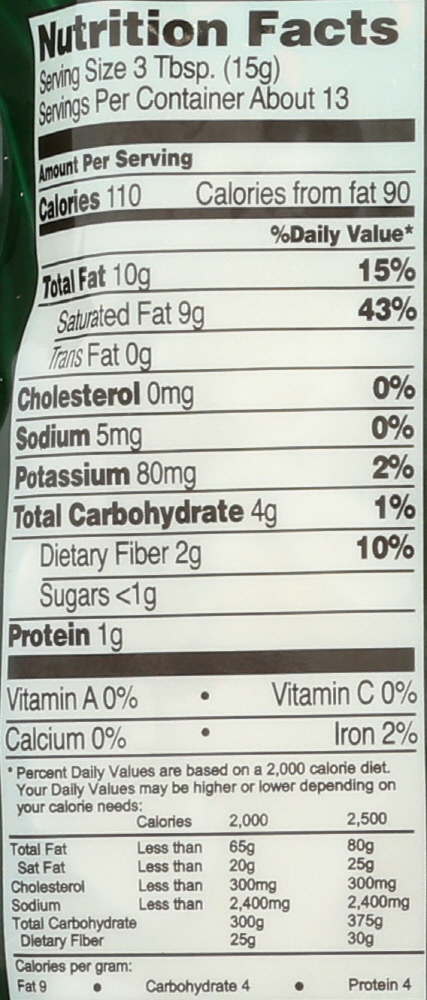 Nutrition Facts
Serving Size 3 Tbsp. (15g)
Servings Per Container About 13
Amount Per Serving
Calories 110 Calories from fat 90
%Daily Value*
Total Fat 10g 15%
Saturated Fat 9g 43%
Trans Fat 0g
Cholesterol 0mg 0%
Sodium 5mg 0%
Potassium 80mg 2%
Total Carbohydrate 4g 1%
Dietary Fiber 2g 10%
Sugars <1g
Protein 1g
Vitamin A 0% • Vitamin C 0%
Calcium 0% • Iron 2%
* Percent Daily Values are based on a 2,000 calorie diet.
Your Daily Values may be higher or lower depending on
your calorie needs:
Calories 2,000 2,500
Total Fat Less than 65g 80g
Sat Fat Less than 20g 25g
Cholesterol Less than 300mg 300mg
Sodium Less than 2,400mg 2,400mg
Total Carbohydrate 300g 375g
Dietary Fiber 25g 30g
Calories per gram:
Fat 9 • Carbohydrate 4 • Protein 4